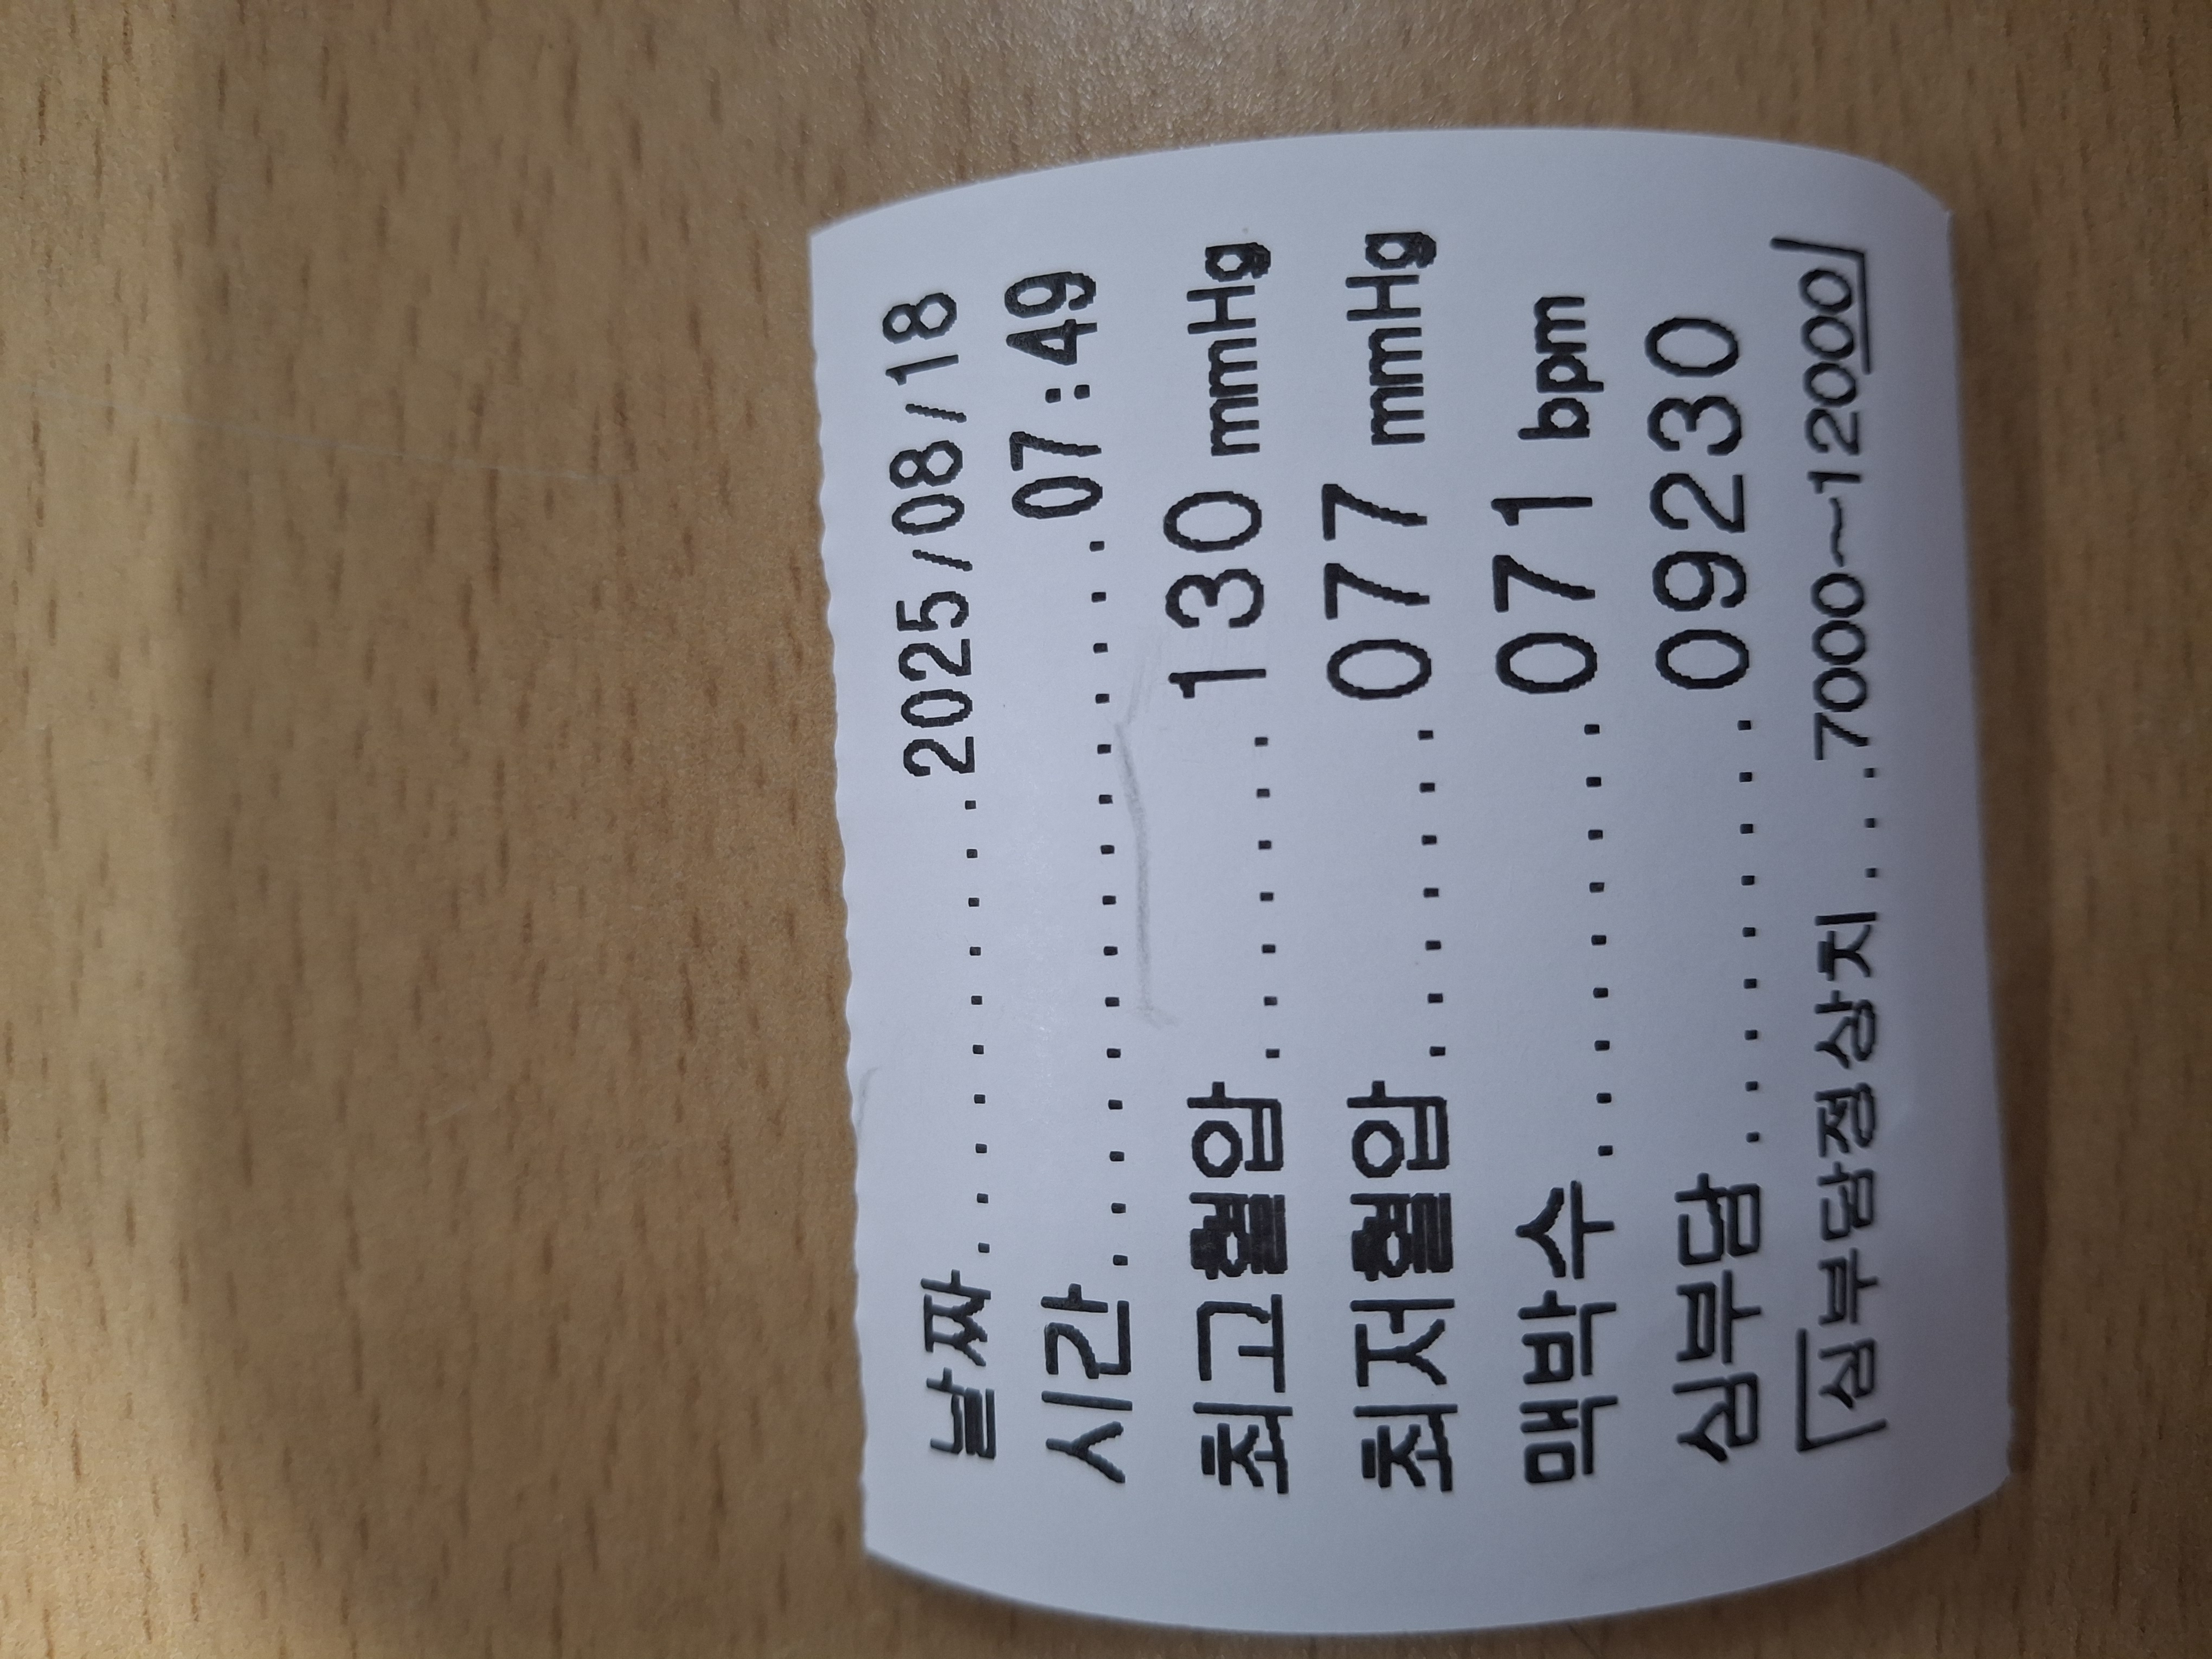 날짜..........2025/08/18
시간................07:49
최고혈압.......130 mmHg
최저혈압.......077 mmHg
맥박수.........071 bpm
심부담.........09230
[심부담정상치...7000~12000]